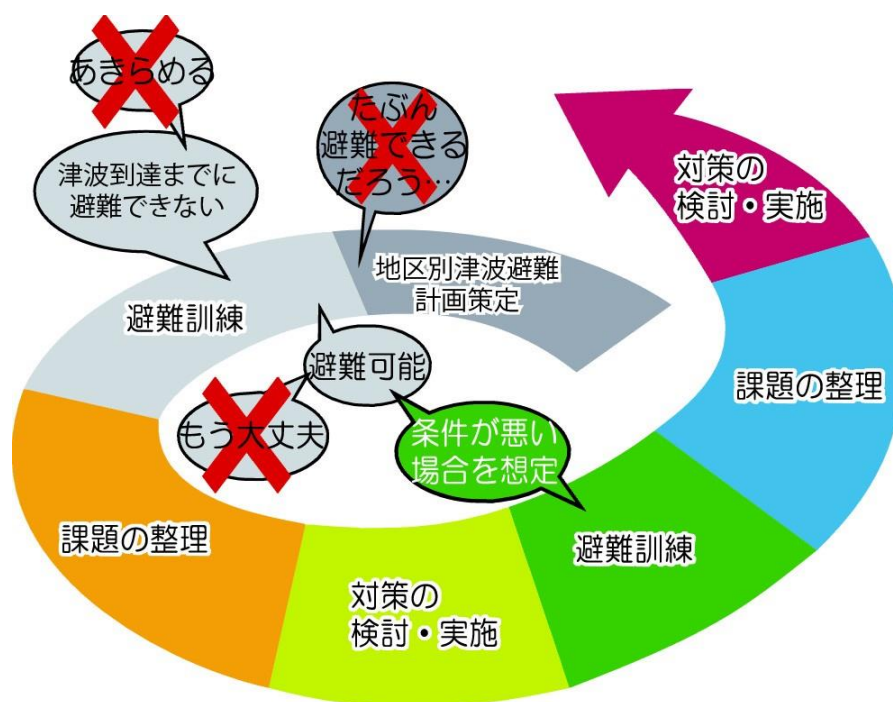 あきらめる
津波到達までに
避難できない
たぶん
避難できる
だろう…
対策の
検討・実施
地区別津波避難
計画策定
避難訓練
避難可能
もう大丈夫
条件が悪い
場合を想定
課題の整理
課題の整理
対策の
検討・実施
避難訓練